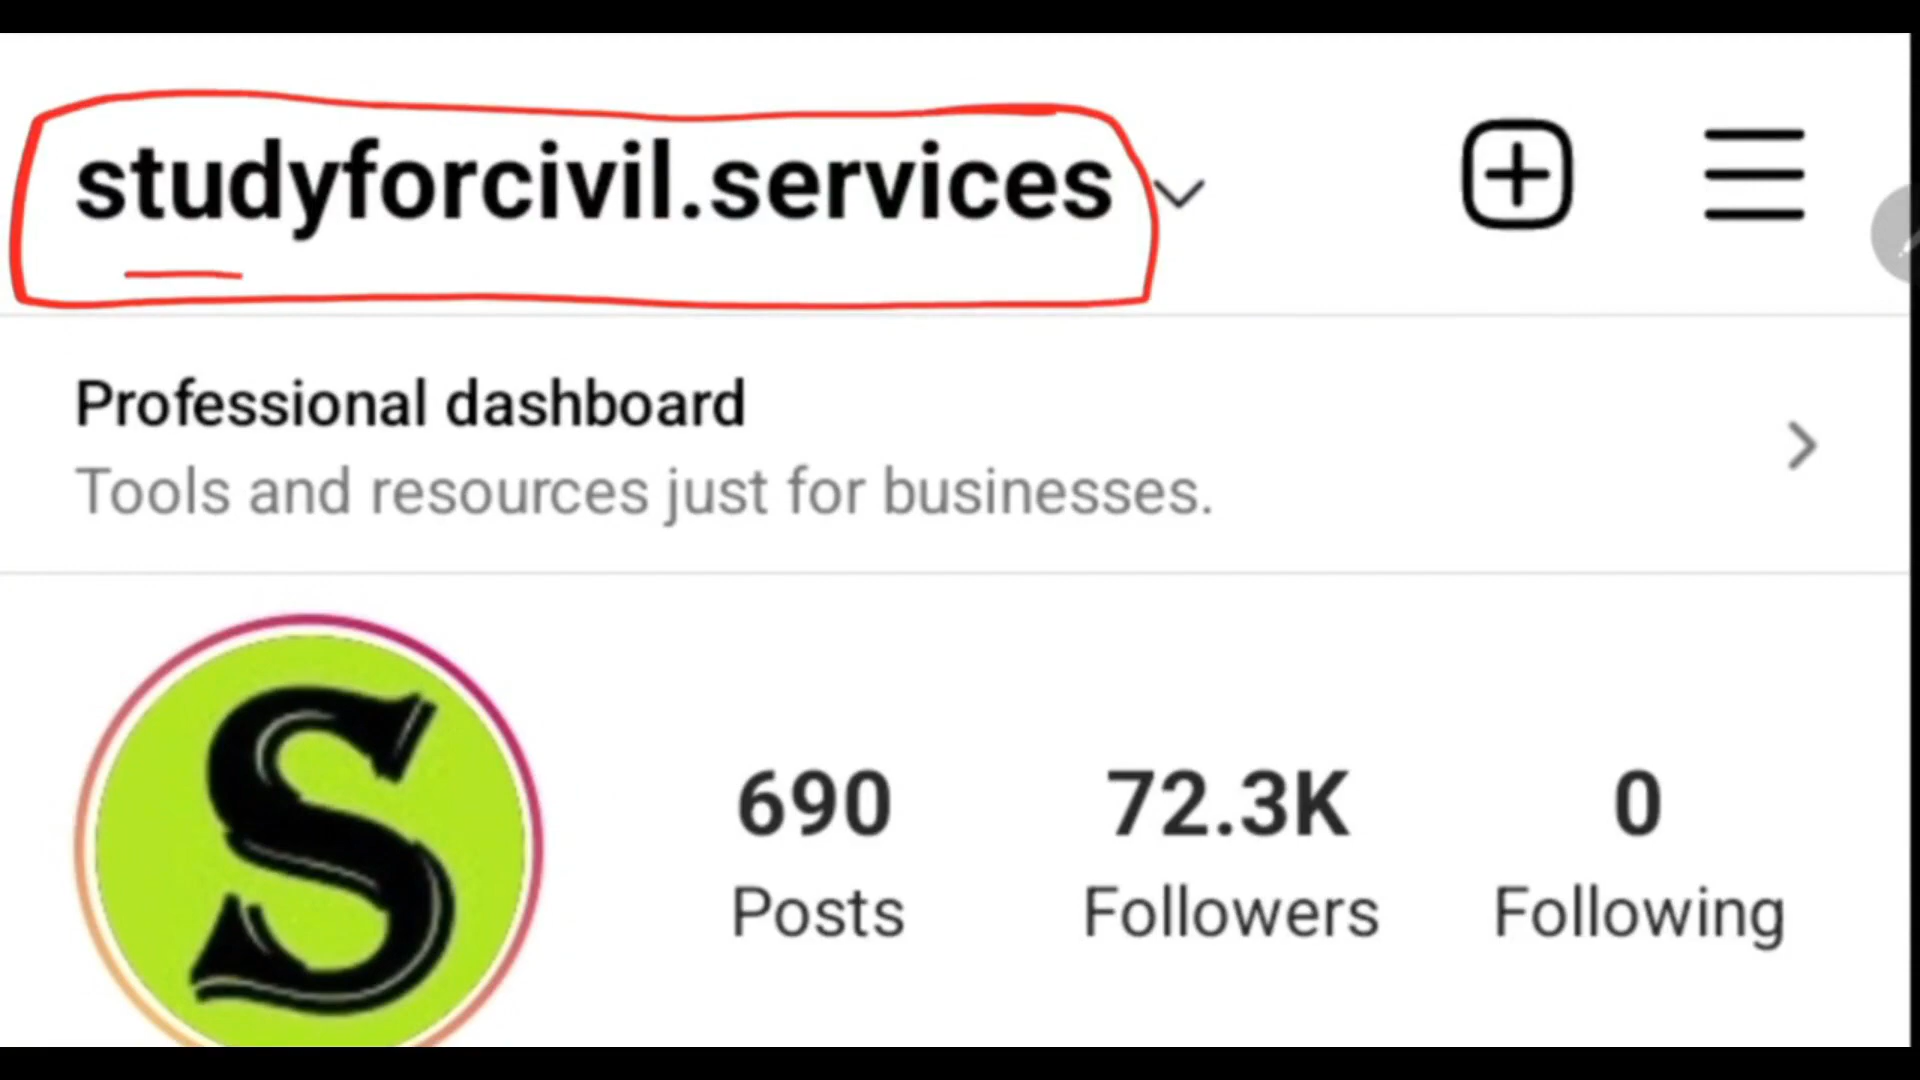 studyforcivil.services
Professional dashboard
Tools and resources just for businesses.
S
690 72.3K 0
Posts Followers Following